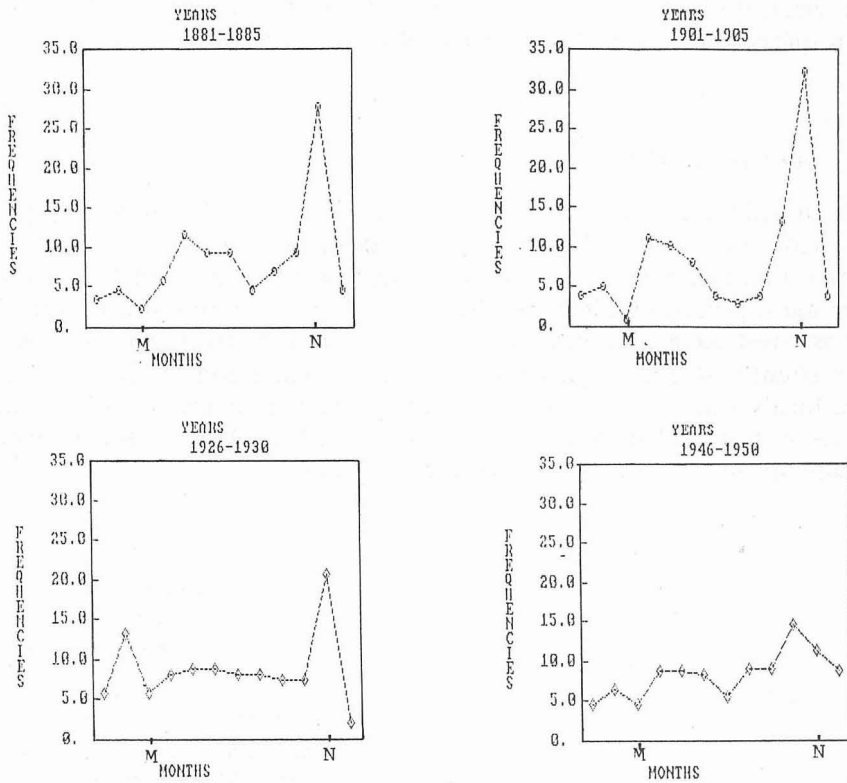 YEARS
1881-1885
35.0
30.0
25.0
20.0
15.0
10.0
5.0
0.
FREQUENCIES
M
N
MONTHS
YEARS
1901-1905
35.0
30.0
25.0
20.0
15.0
10.0
5.0
0.
FREQUENCIES
M
N
MONTHS
YEARS
1926-1930
35.0
30.0
25.0
20.0
15.0
10.0
5.0
0.
FREQUENCIES
M
N
MONTHS
YEARS
1946-1950
35.0
30.0
25.0
20.0
15.0
10.0
5.0
0.
FREQUENCIES
M
N
MONTHS